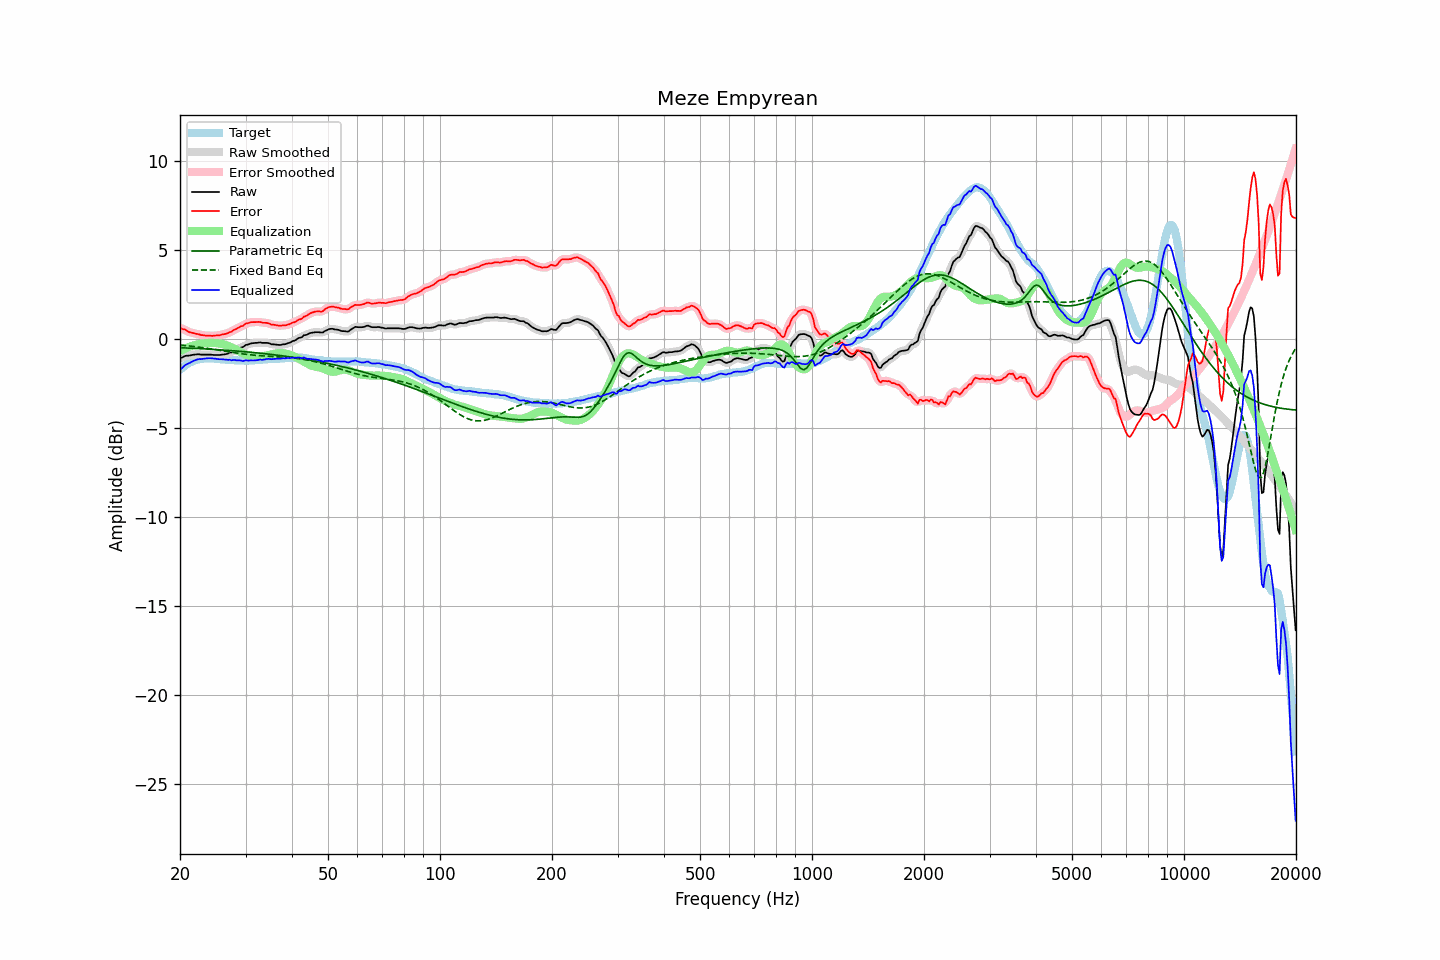 Meze Empyrean
Target
Raw Smoothed
Error Smoothed
Raw
Error
Equalization
Parametric Eq
Fixed Band Eq
Equalized
10
5
0
−5
−10
−15
−20
−25
Amplitude (dBr)
20 50 100 200 500 1000 2000 5000 10000 20000
Frequency (Hz)